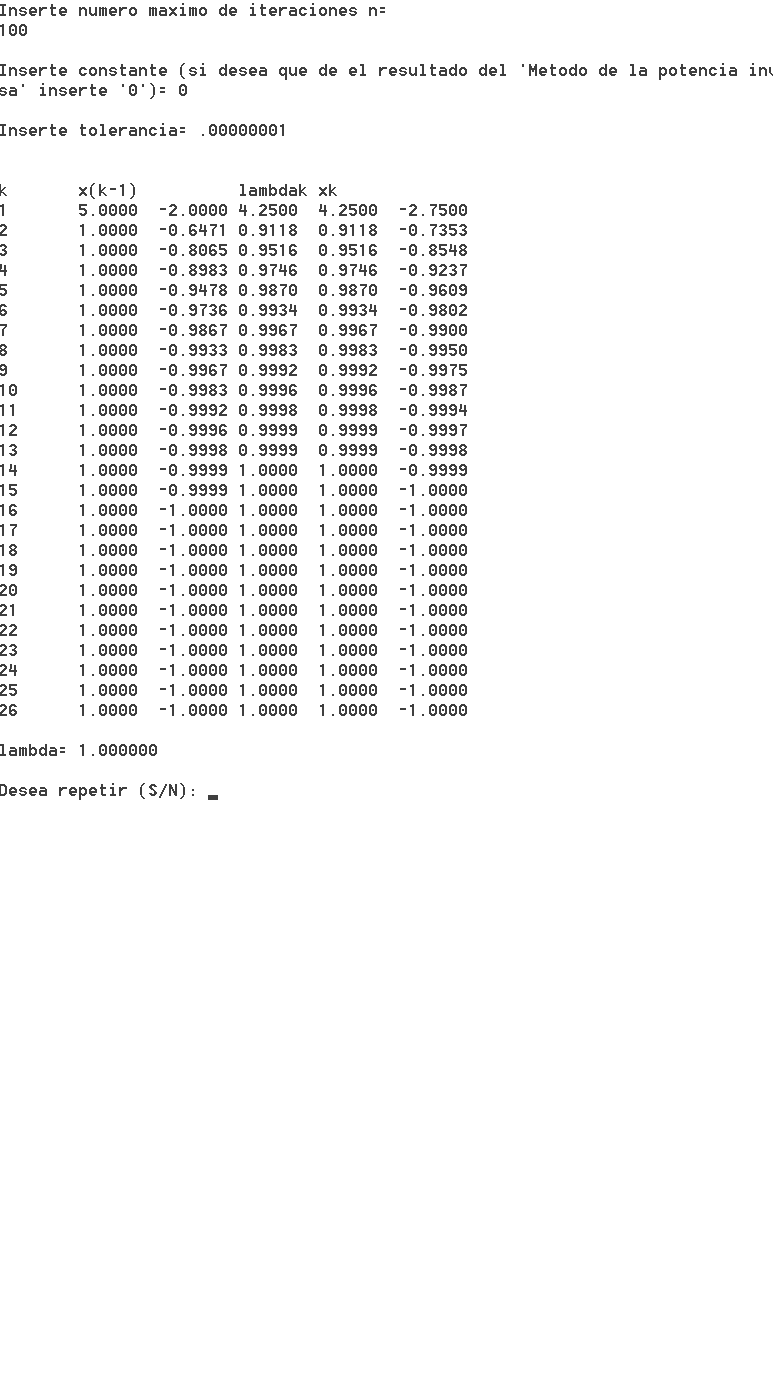 Inserte numero maximo de iteraciones n=
100
Inserte constante (si desea que de el resultado del 'Metodo de la potencia inv
sa' inserte '0')= 0
Inserte tolerancia= .00000001
k x(k-1) lambdak xk
1 5.0000 -2.0000 4.2500 4.2500 -2.7500
2 1.0000 -0.6471 0.9118 0.9118 -0.7353
3 1.0000 -0.8065 0.9516 0.9516 -0.8548
4 1.0000 -0.8983 0.9746 0.9746 -0.9237
5 1.0000 -0.9478 0.9870 0.9870 -0.9609
6 1.0000 -0.9736 0.9934 0.9934 -0.9802
7 1.0000 -0.9867 0.9967 0.9967 -0.9900
8 1.0000 -0.9933 0.9983 0.9983 -0.9950
9 1.0000 -0.9967 0.9992 0.9992 -0.9975
10 1.0000 -0.9983 0.9996 0.9996 -0.9987
11 1.0000 -0.9992 0.9998 0.9998 -0.9994
12 1.0000 -0.9996 0.9999 0.9999 -0.9997
13 1.0000 -0.9998 0.9999 0.9999 -0.9998
14 1.0000 -0.9999 1.0000 1.0000 -0.9999
15 1.0000 -0.9999 1.0000 1.0000 -1.0000
16 1.0000 -1.0000 1.0000 1.0000 -1.0000
17 1.0000 -1.0000 1.0000 1.0000 -1.0000
18 1.0000 -1.0000 1.0000 1.0000 -1.0000
19 1.0000 -1.0000 1.0000 1.0000 -1.0000
20 1.0000 -1.0000 1.0000 1.0000 -1.0000
21 1.0000 -1.0000 1.0000 1.0000 -1.0000
22 1.0000 -1.0000 1.0000 1.0000 -1.0000
23 1.0000 -1.0000 1.0000 1.0000 -1.0000
24 1.0000 -1.0000 1.0000 1.0000 -1.0000
25 1.0000 -1.0000 1.0000 1.0000 -1.0000
26 1.0000 -1.0000 1.0000 1.0000 -1.0000
lambda= 1.000000
Desea repetir (S/N): _